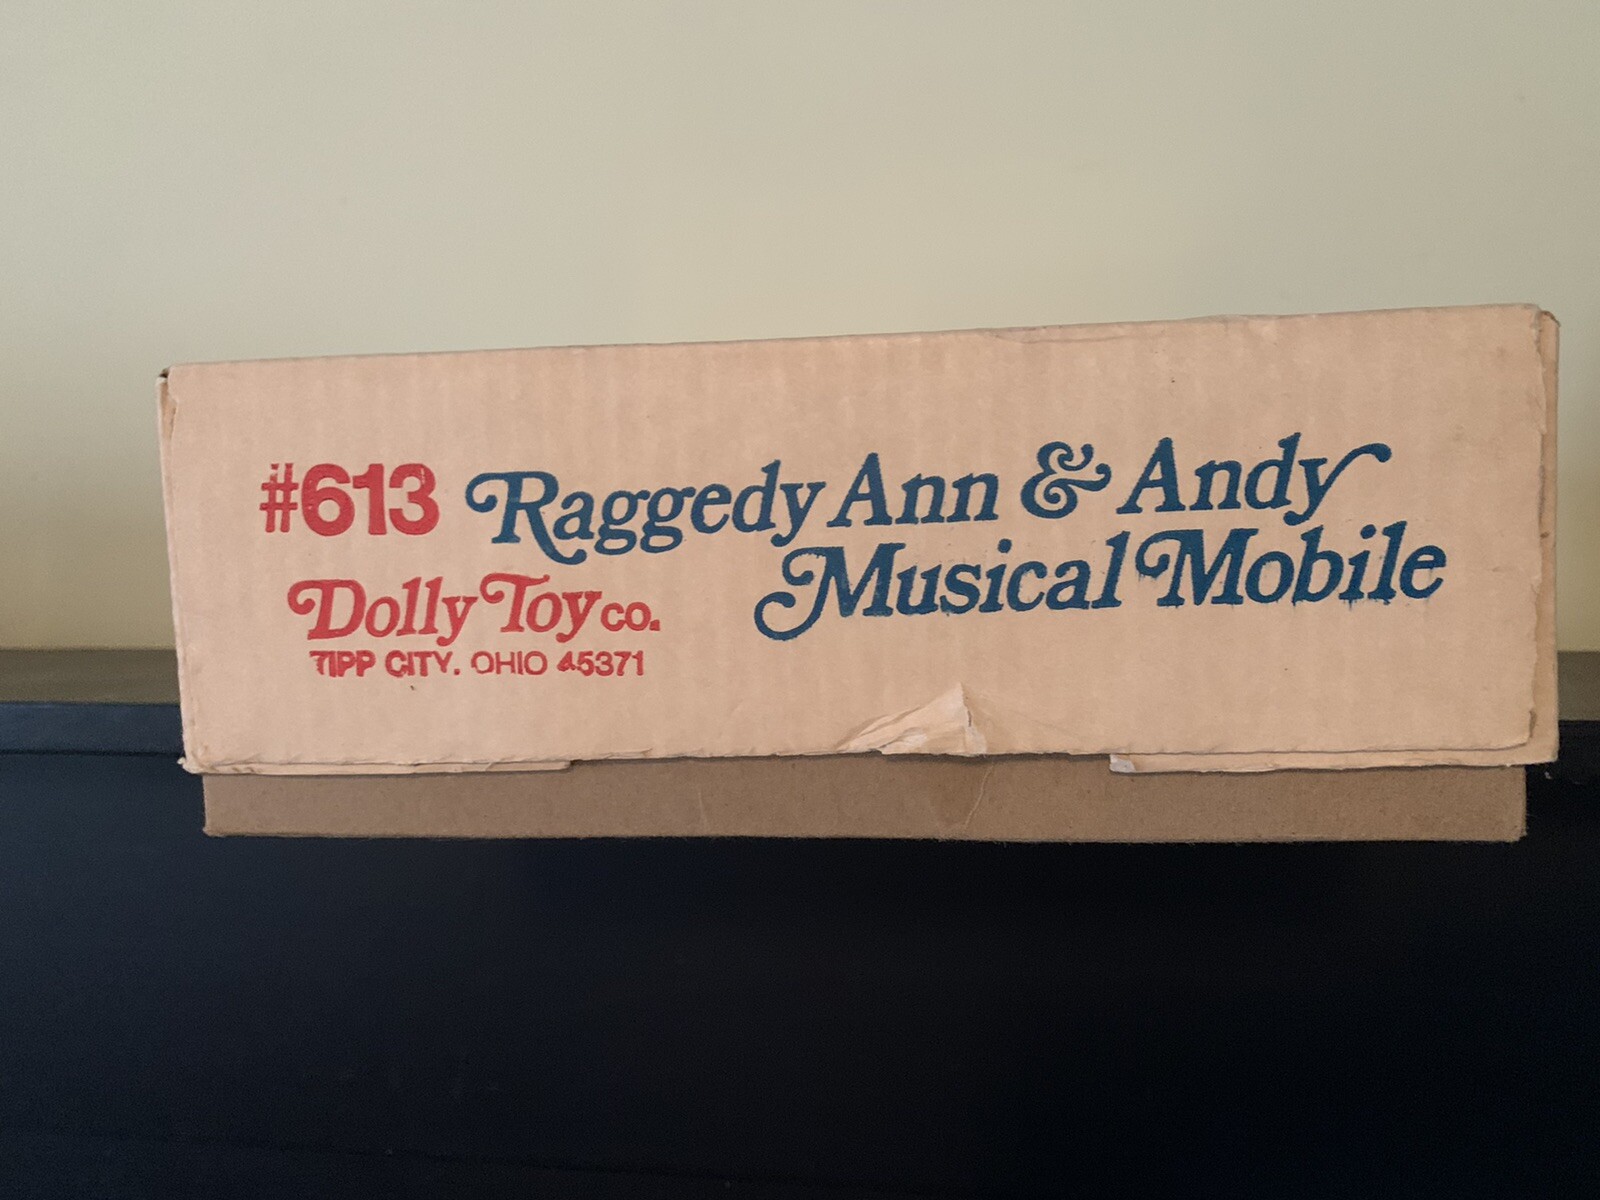 #613 Raggedy Ann & Andy
Musical Mobile
Dolly Toy co.
TIPP CITY. OHIO 45371